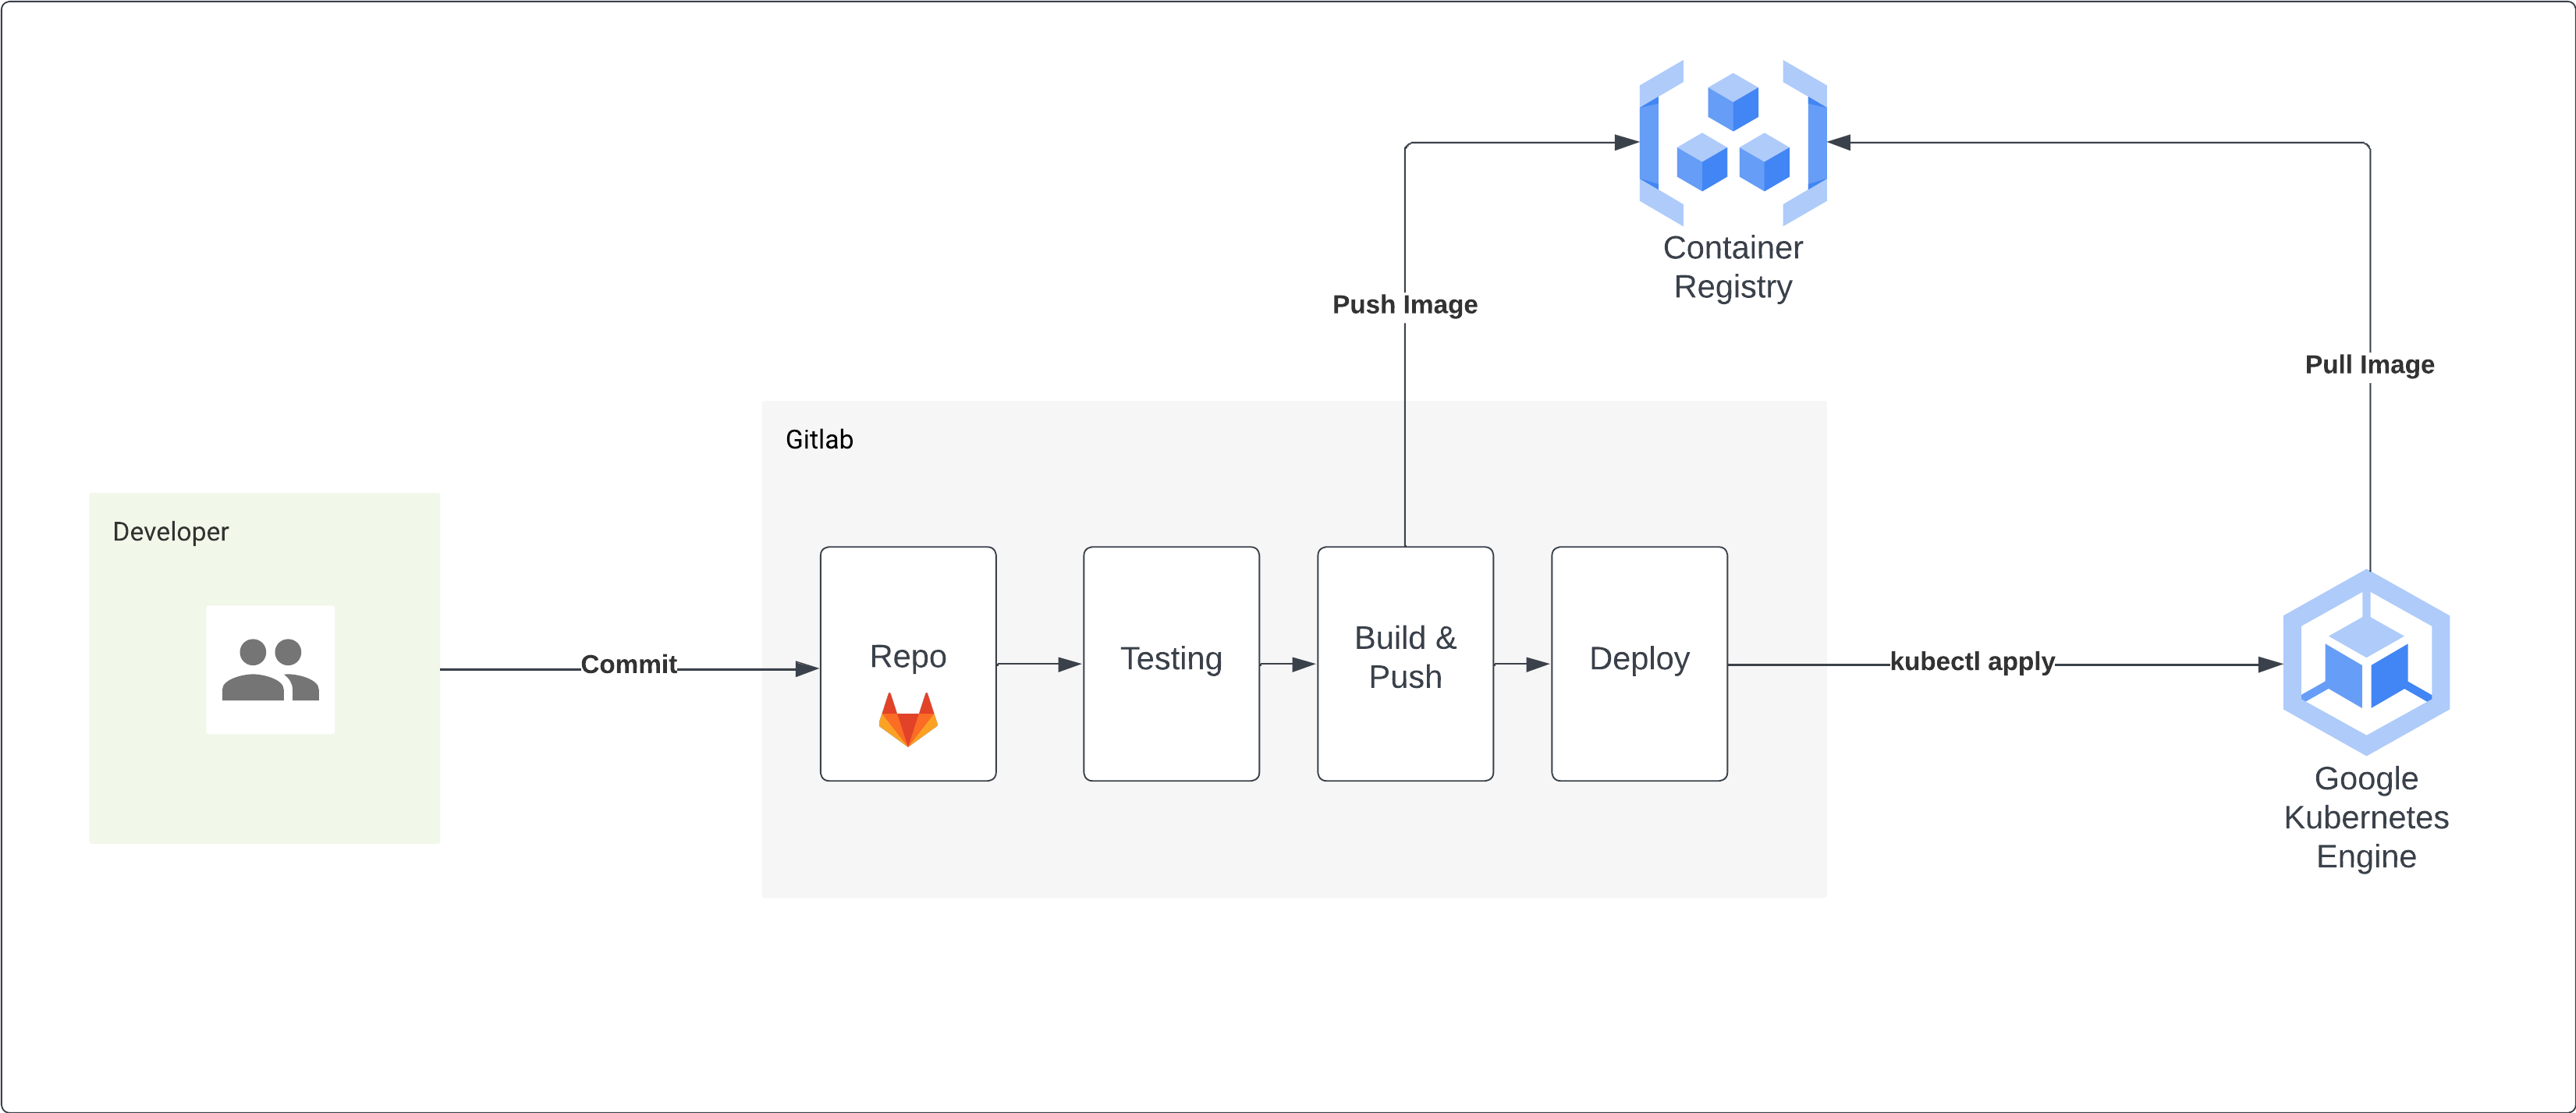 Container
Registry
Push Image
Pull Image
Gitlab
Developer
Commit
Repo
Testing
Build &
Push
Deploy
kubectl apply
Google
Kubernetes
Engine